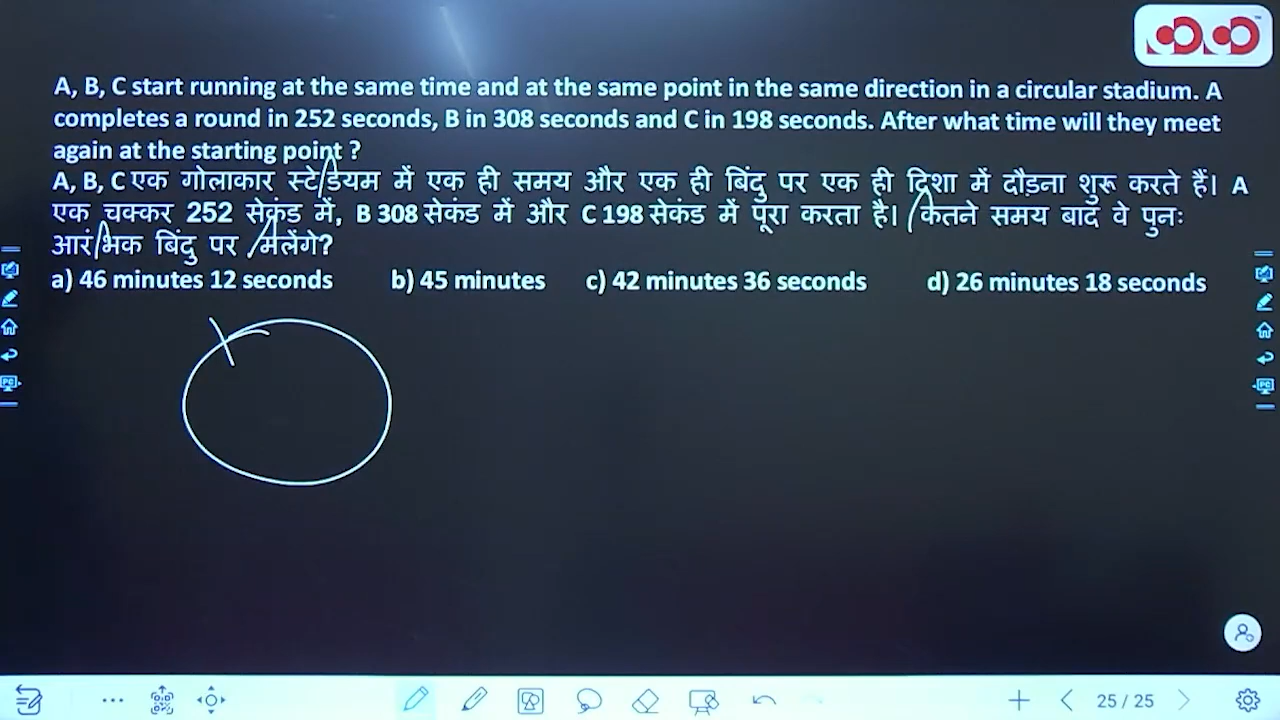 A, B, C start running at the same time and at the same point in the same direction in a circular stadium. A
completes a round in 252 seconds, B in 308 seconds and C in 198 seconds. After what time will they meet
again at the starting point ?
A, B, C एक गोलाकार स्टेडियम में एक ही समय और एक ही बिंदु पर एक ही दिशा में दौड़ना शुरू करते हैं। A
एक चक्कर 252 सेकंड में, B 308 सेकंड में और C 198 सेकंड में पूरा करता है। कितने समय बाद वे पुनः
आरंभिक बिंदु पर मिलेंगे?
a) 46 minutes 12 seconds b) 45 minutes c) 42 minutes 36 seconds d) 26 minutes 18 seconds
PC PC
25 / 25